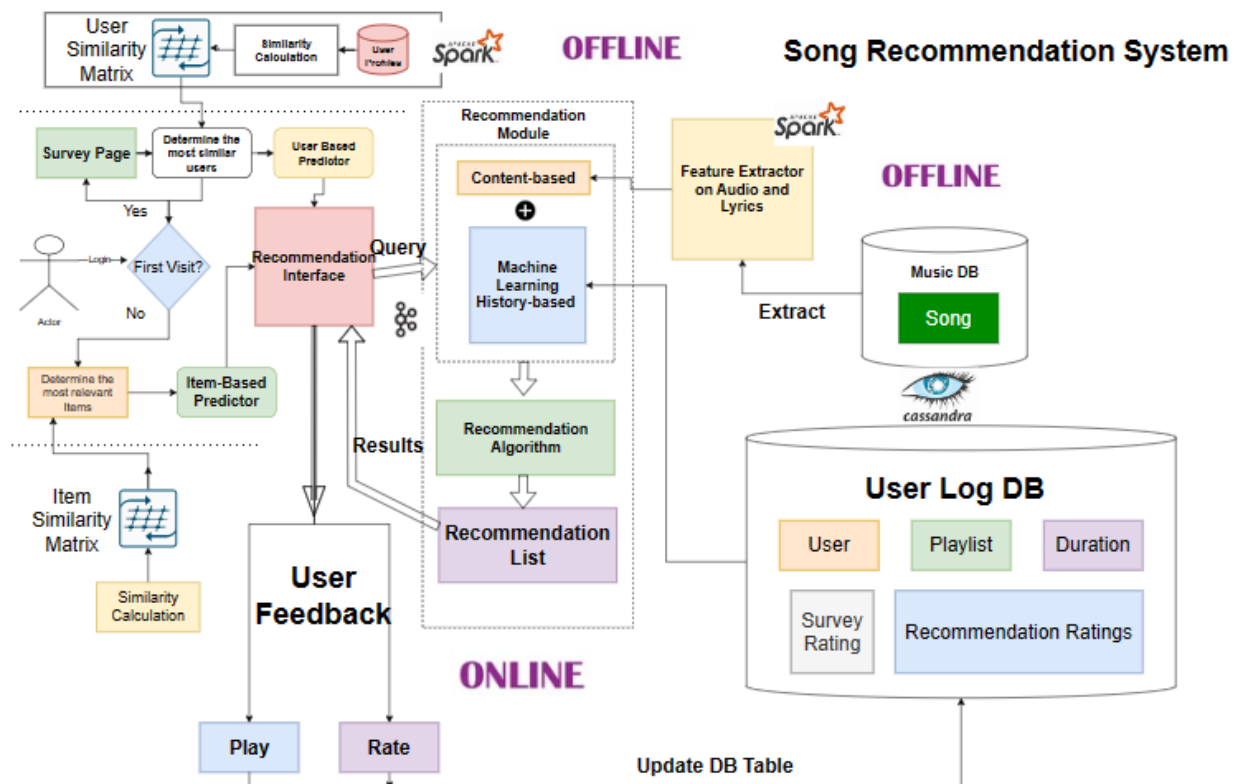 User
Similarity
Matrix
Similarity
Calculation
User
APACHE
Spark
OFFLINE
Song Recommendation System
Survey Page
Determine the
most similar
users
User Based
Predictor
Recommendation
Module
Content-based
Machine
Learning
History-based
APACHE
Spark
Feature Extractor
on Audio and
Lyrics
OFFLINE
Yes
Login
First Visit?
Actor
No
Recommendation
Interface
Query
Music DB
Song
Extract
cassandra
Determine the
most relevant
Items
Item-Based
Predictor
Results
Recommendation
Algorithm
Recommendation
List
Item
Similarity
Matrix
Similarity
Calculation
User
Feedback
User Log DB
User
Playlist
Duration
Survey
Rating
Recommendation Ratings
ONLINE
Play
Rate
Update DB Table